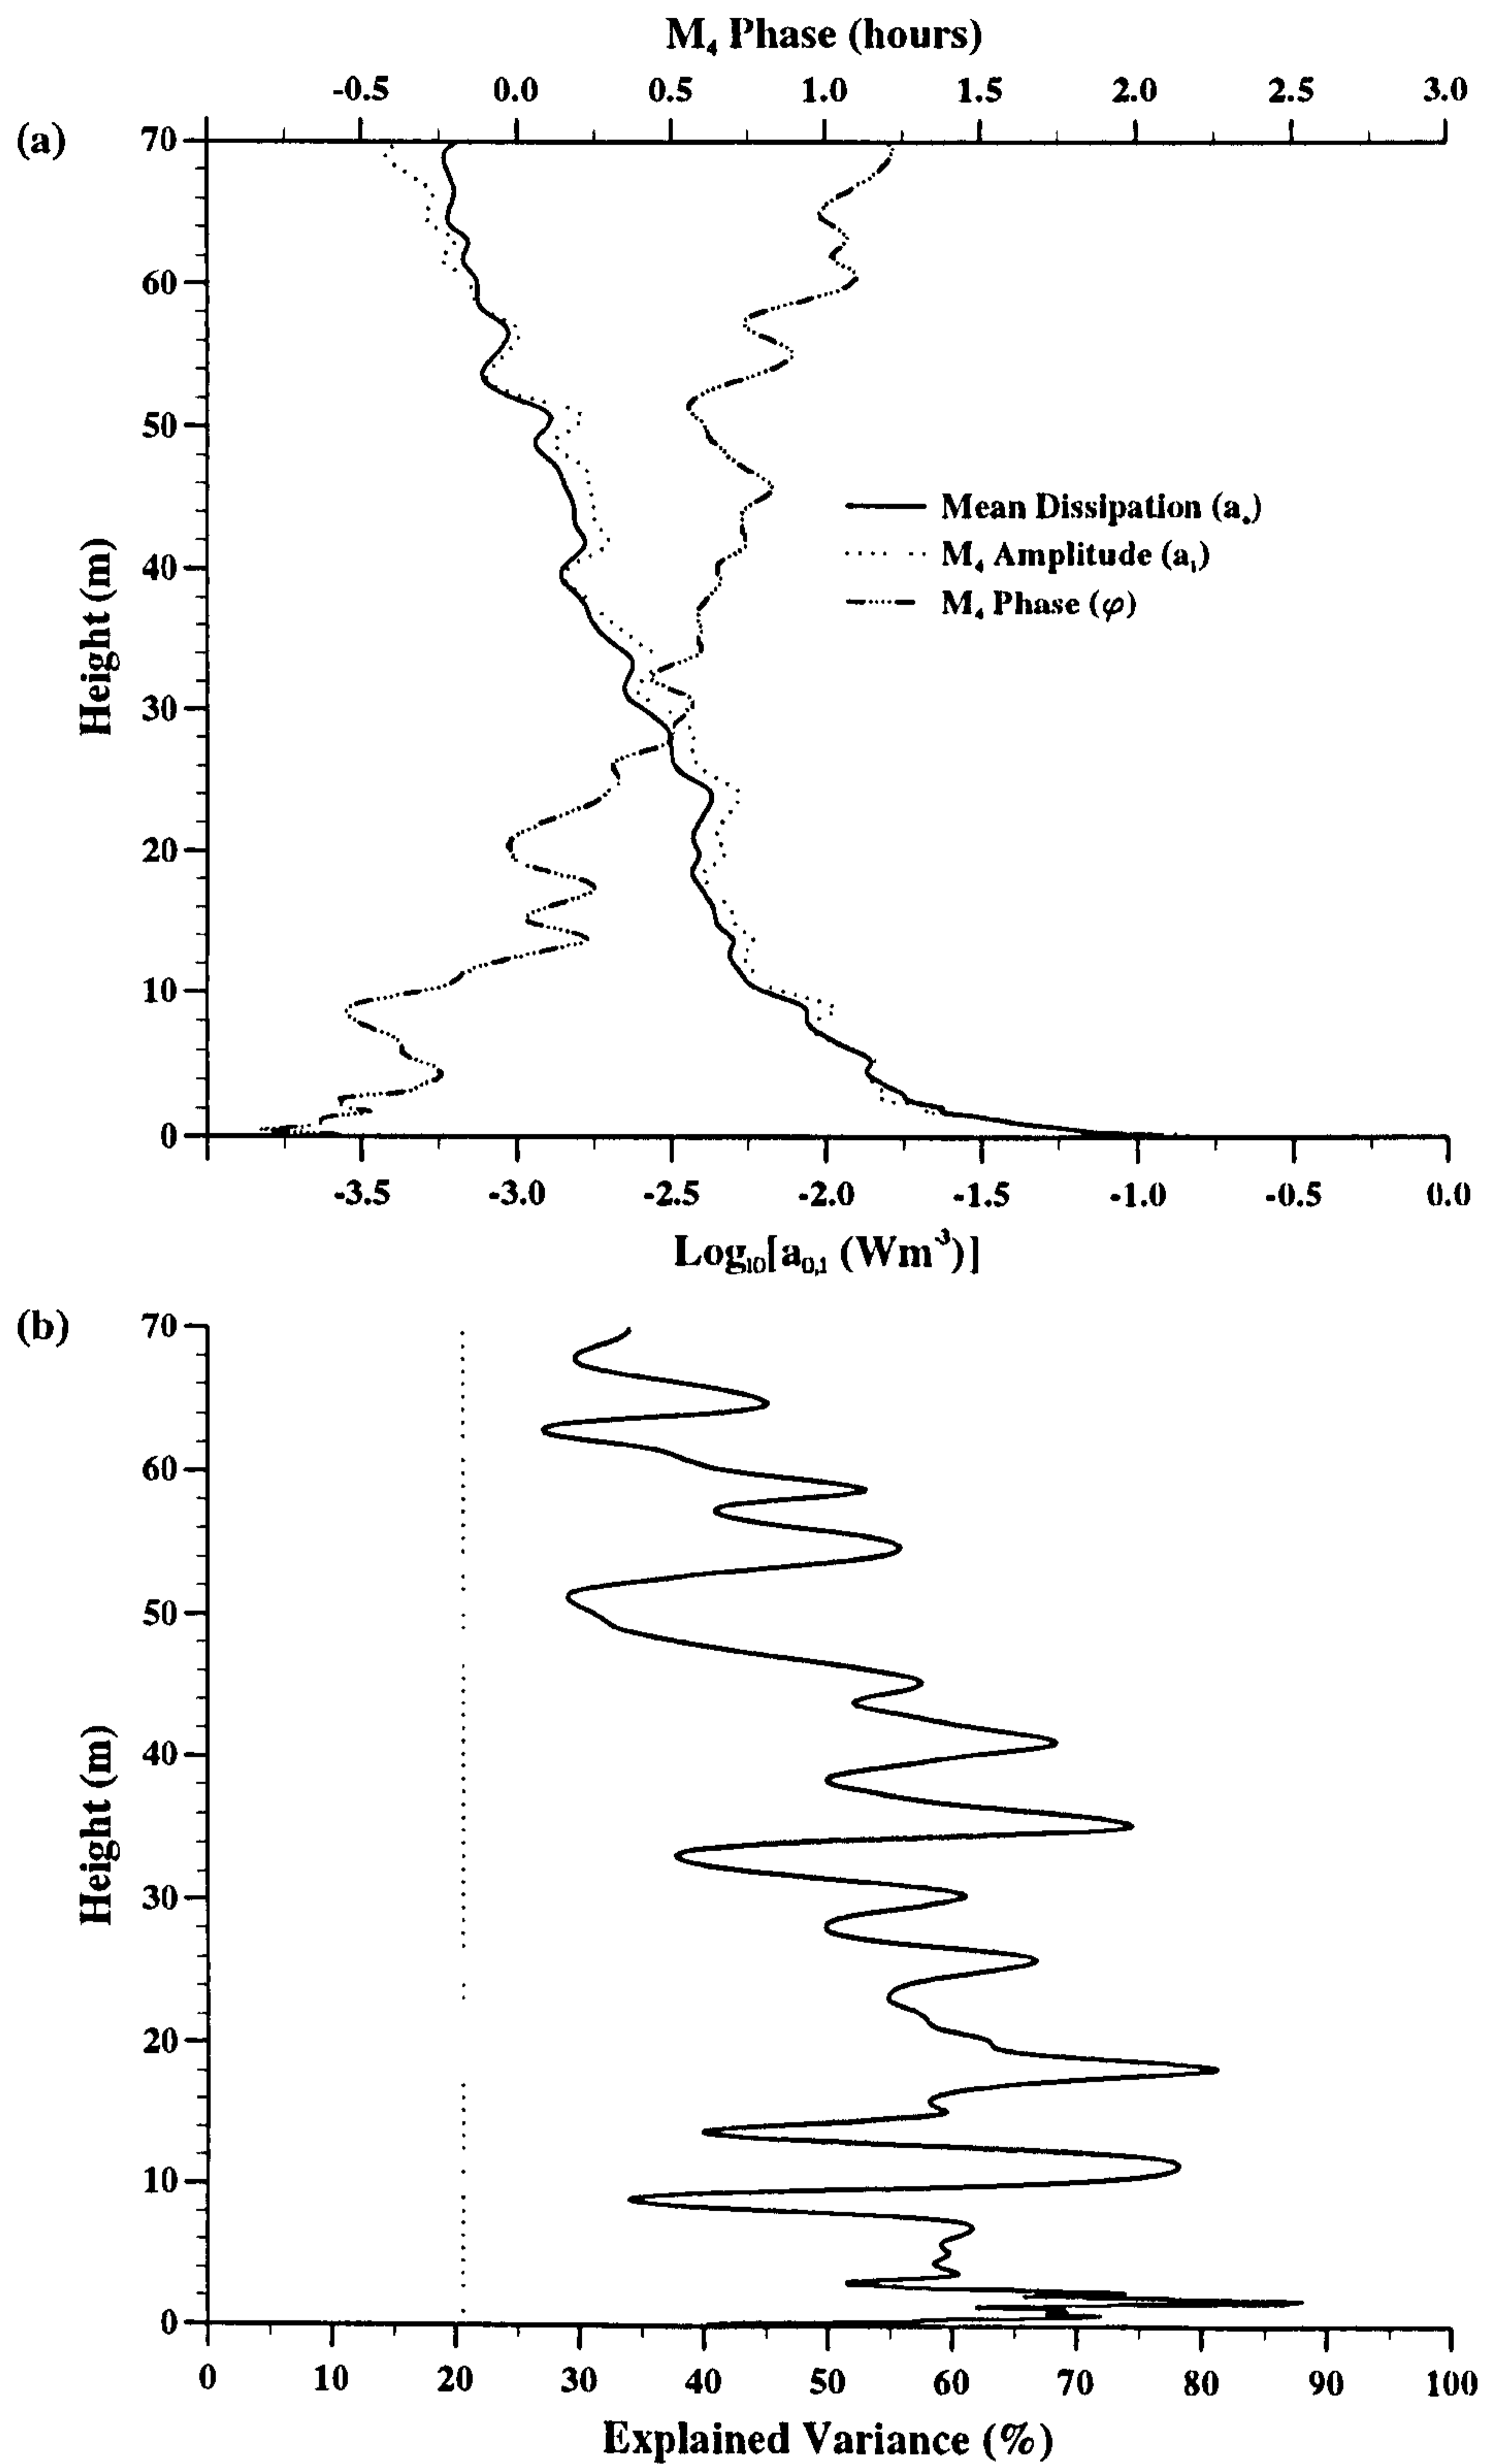 M₄ Phase (hours)
-0.5 0.0 0.5 1.0 1.5 2.0 2.5 3.0
(a)
70
60
50
40
30
20
10
0
Height (m)
Mean Dissipation (a₀)
M₄ Amplitude (a₁)
M₄ Phase (φ)
-3.5 -3.0 -2.5 -2.0 -1.5 -1.0 -0.5 0.0
Log₁₀[a₀,₁ (Wm⁻³)]
(b)
70
60
50
40
30
20
10
0
Height (m)
0 10 20 30 40 50 60 70 80 90 100
Explained Variance (%)